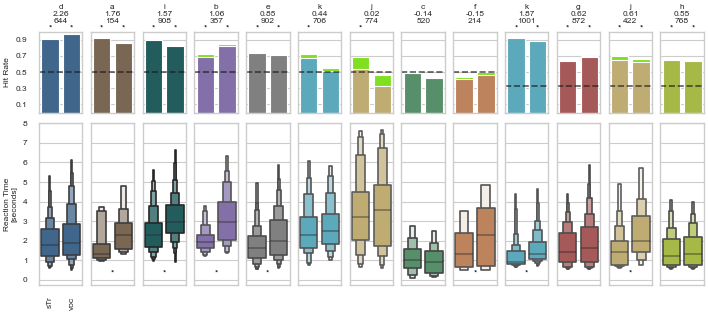 d a i b e k j c f k g j h
2.26 1.76 1.57 1.06 0.85 0.44 0.02 -0.14 -0.15 1.87 0.62 0.61 0.55
644 154 908 357 902 706 774 520 214 1001 872 422 768
* * * * * * * * * * * * * * * * * * * * * * * *
Hit Rate
0.9
0.7
0.5
0.3
0.1
Reaction Time
[seconds]
8
7
6
5
4
3
2
1
0
* * * * * * *
sTr
voc